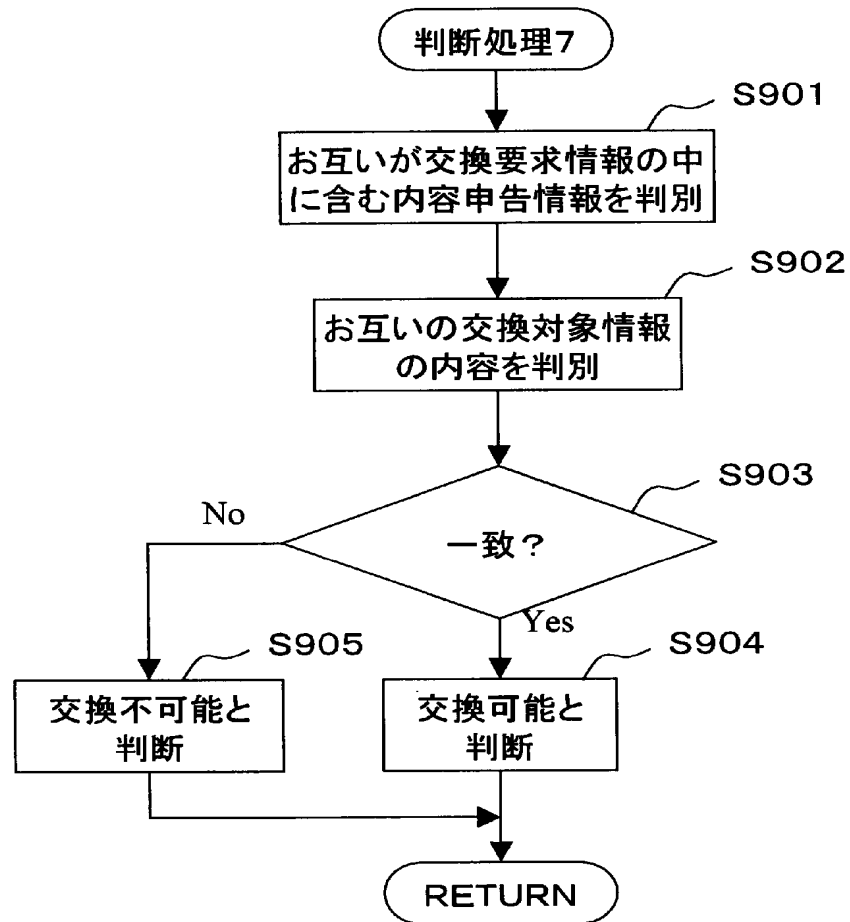 判断処理7
S901
お互いが交換要求情報の中
に含む内容申告情報を判別
S902
お互いの交換対象情報
の内容を判別
S903
No
一致？
Yes
S905
S904
交換不可能と
判断
交換可能と
判断
RETURN